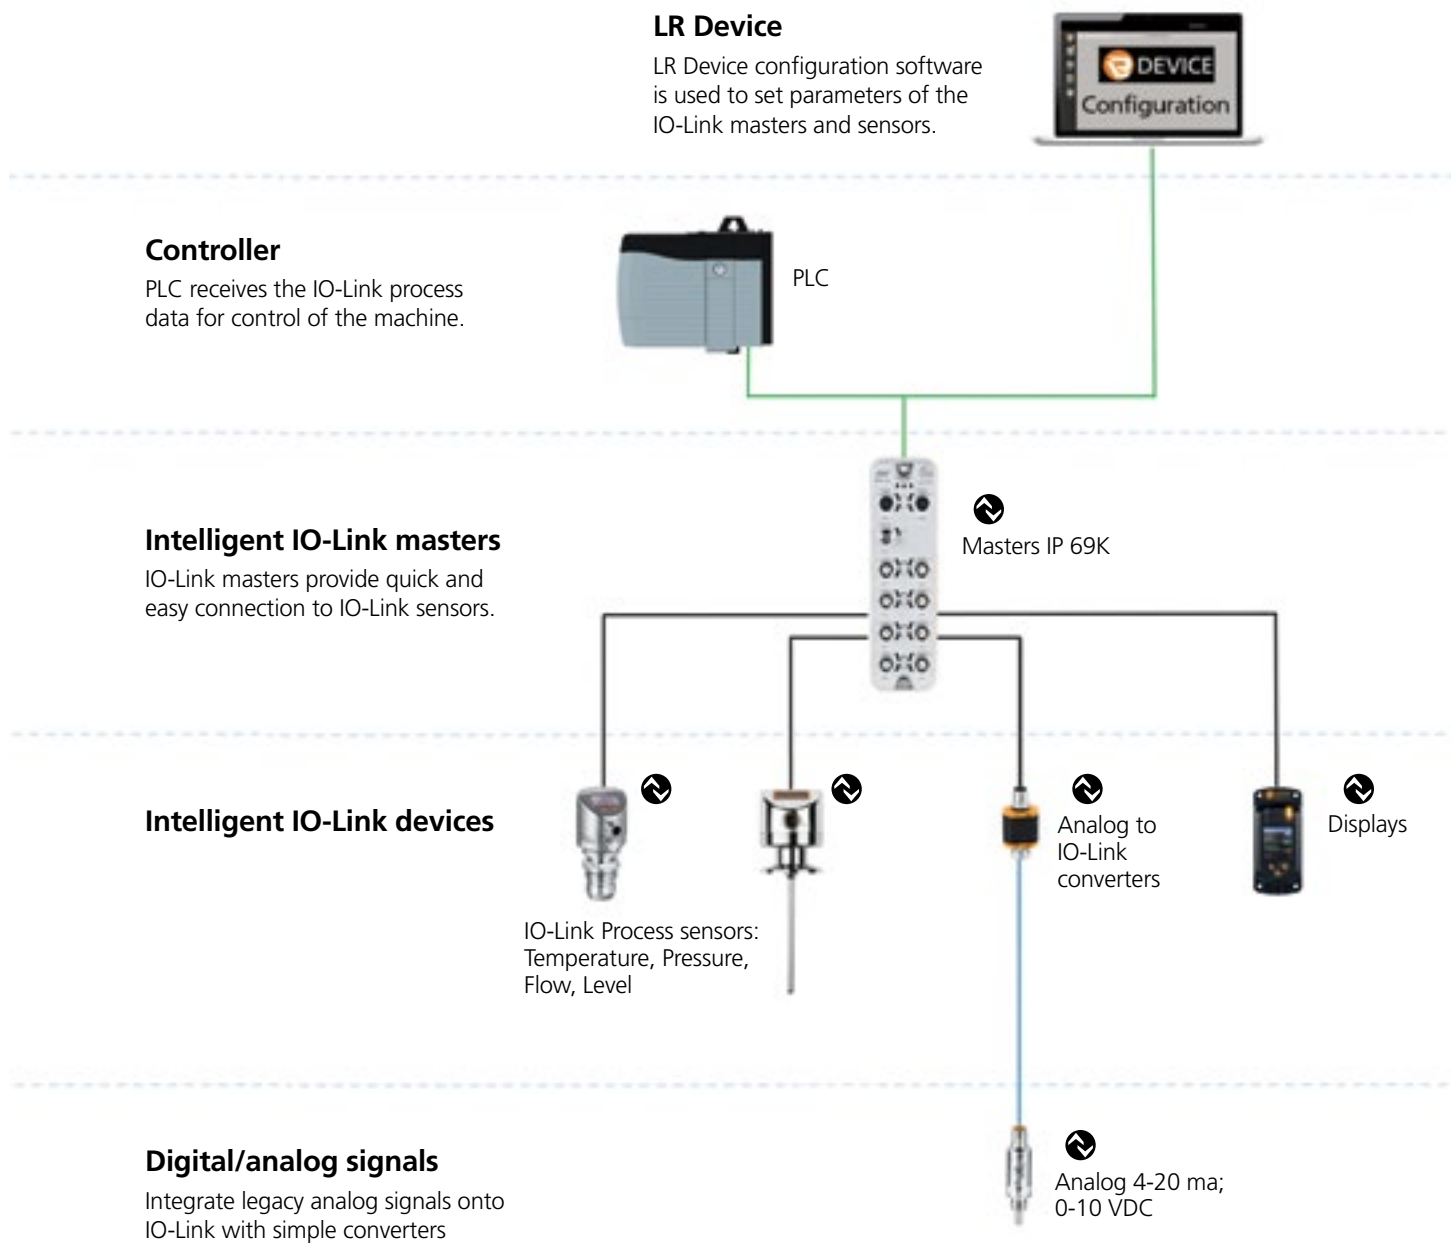 LR Device
LR Device configuration software
is used to set parameters of the
IO-Link masters and sensors.
DEVICE
Configuration
Controller
PLC receives the IO-Link process
data for control of the machine.
PLC
Intelligent IO-Link masters
IO-Link masters provide quick and
easy connection to IO-Link sensors.
Masters IP 69K
Intelligent IO-Link devices
IO-Link Process sensors:
Temperature, Pressure,
Flow, Level
Analog to
IO-Link
converters
Displays
Digital/analog signals
Integrate legacy analog signals onto
IO-Link with simple converters
Analog 4-20 ma;
0-10 VDC